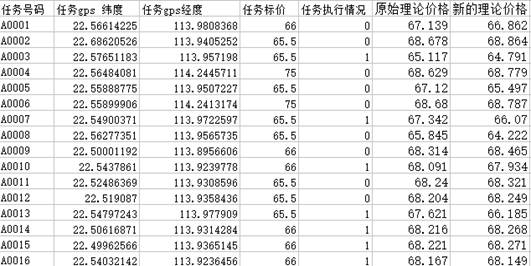 任务号码 任务gps 纬度 任务gps经度 任务标价 任务执行情况 原始理论价格 新的理论价格
A0001 22.56614225 113.9808368 66 0 67.139 66.862
A0002 22.68620526 113.9405252 65.5 0 68.678 68.864
A0003 22.57651183 113.957198 65.5 1 65.117 64.791
A0004 22.56484081 114.2445711 75 0 68.629 68.779
A0005 22.55888775 113.9507227 65.5 0 67.12 65.497
A0006 22.55899906 114.2413174 75 0 68.68 68.787
A0007 22.54900371 113.9722597 65.5 1 67.342 66.07
A0008 22.56277351 113.9565735 65.5 0 65.845 64.222
A0009 22.50001192 113.8956606 66 0 68.314 68.465
A0010 22.5437861 113.9239778 66 1 68.091 67.934
A0011 22.52486369 113.9308596 65.5 0 68.24 68.321
A0012 22.519087 113.9358436 65.5 0 68.204 68.249
A0013 22.54797243 113.977909 65.5 1 67.621 66.185
A0014 22.50616871 113.9314284 66 1 68.216 68.268
A0015 22.49962566 113.9365145 66 1 68.221 68.271
A0016 22.54032142 113.9236456 66 1 68.167 68.149